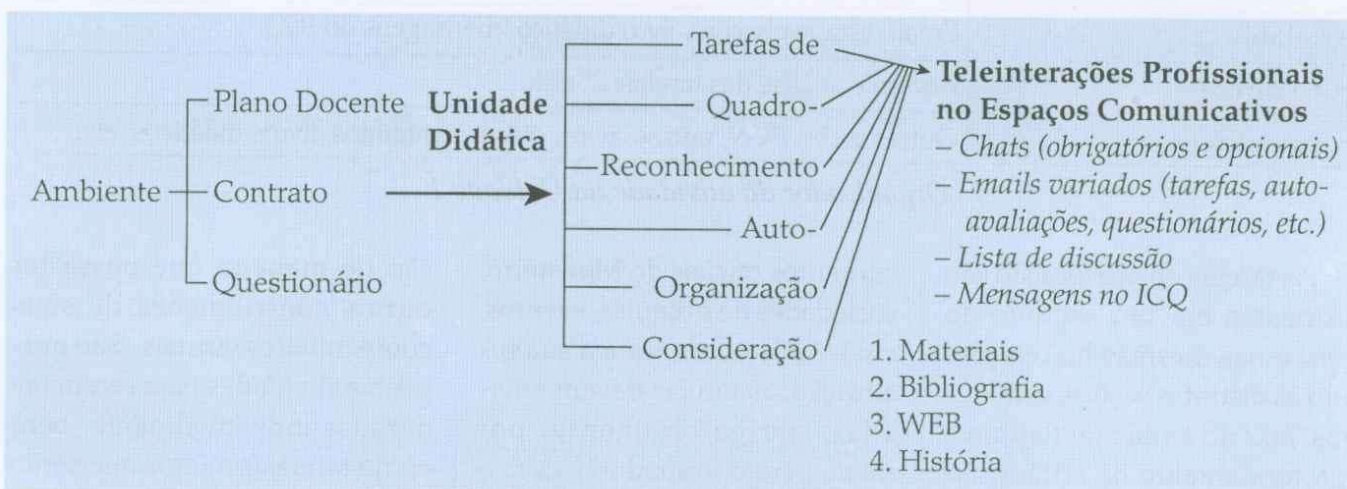 Ambiente
Plano Docente
Contrato
Questionário
Unidade
Didática
Tarefas de
Quadro-
Reconhecimento
Auto-
Organização
Consideração
Teleinterações Profissionais
no Espaços Comunicativos
– Chats (obrigatórios e opcionais)
– Emails variados (tarefas, auto-
avaliações, questionários, etc.)
– Lista de discussão
– Mensagens no ICQ
1. Materiais
2. Bibliografia
3. WEB
4. História